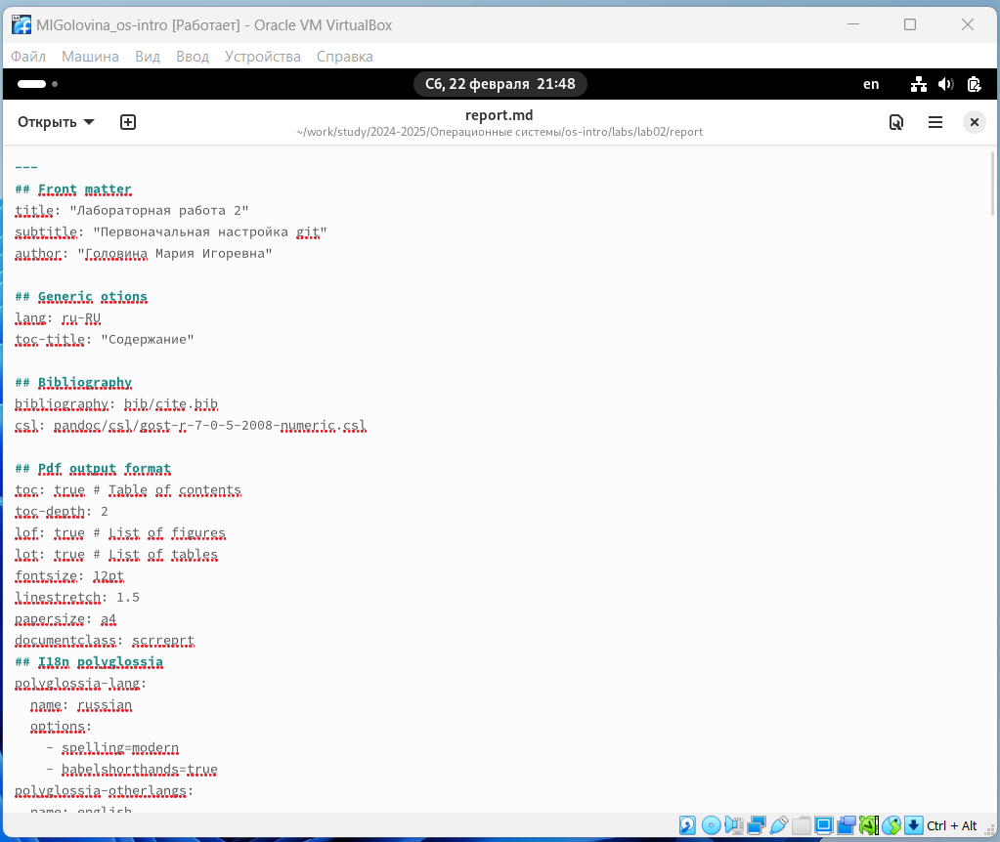 MIGolovina_os-intro [Работает] - Oracle VM VirtualBox
Файл Машина Вид Ввод Устройства Справка
Сб, 22 февраля 21:48
en
Открыть
report.md
~/work/study/2024-2025/Операционные системы/os-intro/labs/lab02/report
---
## Front matter
title: "Лабораторная работа 2"
subtitle: "Первоначальная настройка git"
author: "Головина Мария Игоревна"
## Generic otions
lang: ru-RU
toc-title: "Содержание"
## Bibliography
bibliography: bib/cite.bib
csl: pandoc/csl/gost-r-7-0-5-2008-numeric.csl
## Pdf output format
toc: true # Table of contents
toc-depth: 2
lof: true # List of figures
lot: true # List of tables
fontsize: 12pt
linestretch: 1.5
papersize: a4
documentclass: scrreprt
## I18n polyglossia
polyglossia-lang:
  name: russian
  options:
    - spelling=modern
    - babelshorthands=true
polyglossia-otherlangs:
  name: english
Ctrl + Alt